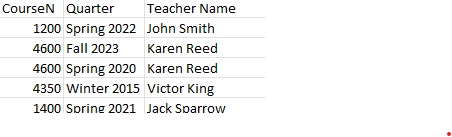 CourseN Quarter Teacher Name
1200 Spring 2022 John Smith
4600 Fall 2023 Karen Reed
4600 Spring 2020 Karen Reed
4350 Winter 2015 Victor King
1400 Spring 2021 Jack Sparrow